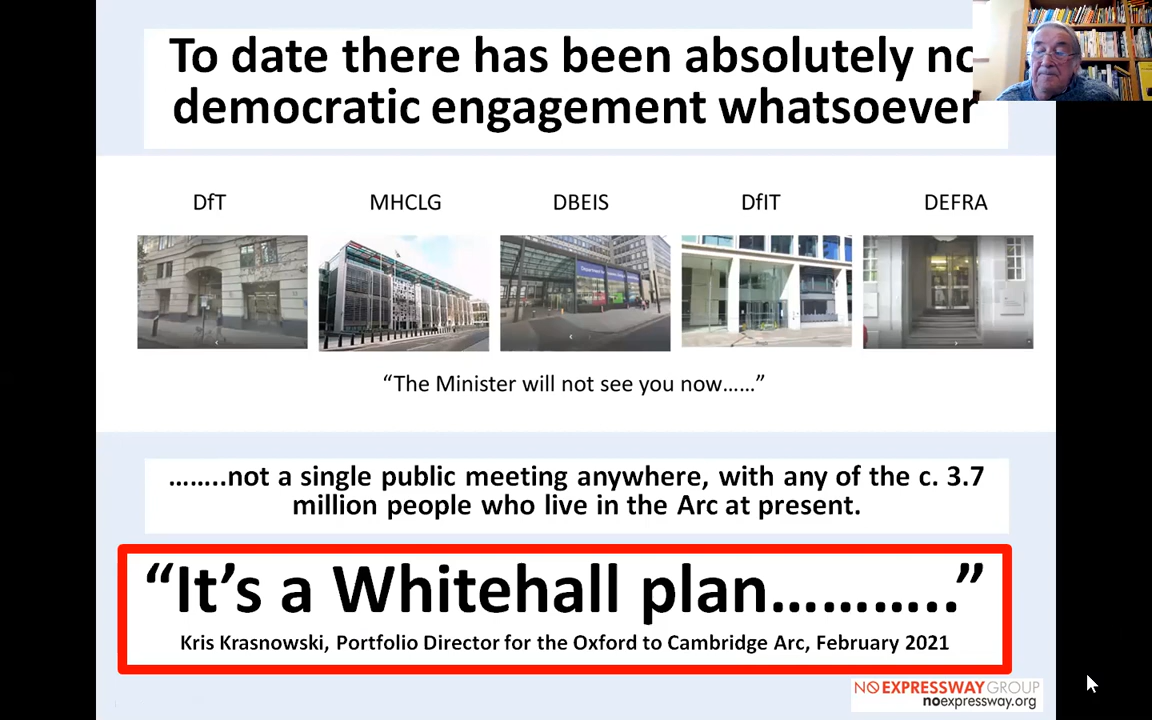 To date there has been absolutely no
democratic engagement whatsoever
DfT MHCLG DBEIS DfIT DEFRA
“The Minister will not see you now……”
……..not a single public meeting anywhere, with any of the c. 3.7
million people who live in the Arc at present.
“It’s a Whitehall plan………..”
Kris Krasnowski, Portfolio Director for the Oxford to Cambridge Arc, February 2021
NO EXPRESSWAY GROUP
noexpressway.org